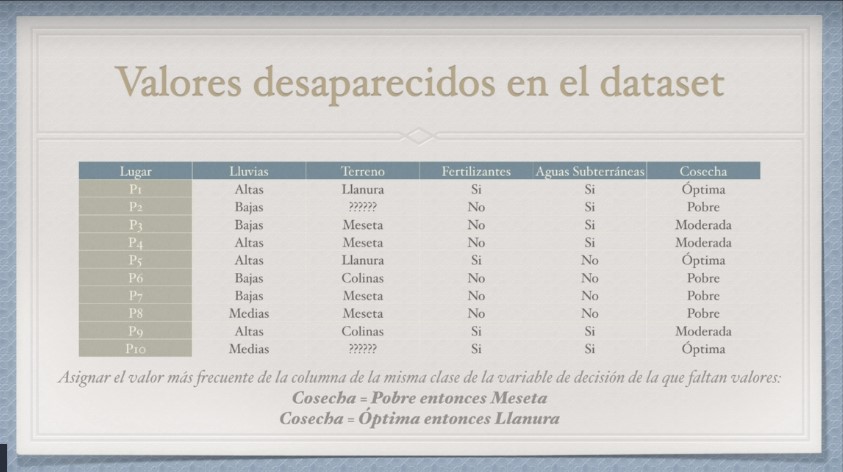 Valores desaparecidos en el dataset
Lugar Lluvias Terreno Fertilizantes Aguas Subterráneas Cosecha
P1 Altas Llanura Si Si Óptima
P2 Bajas ?????? No Si Pobre
P3 Bajas Meseta No Si Moderada
P4 Altas Meseta No Si Moderada
P5 Altas Llanura Si No Óptima
P6 Bajas Colinas No No Pobre
P7 Bajas Meseta No No Pobre
P8 Medias Meseta No No Pobre
P9 Altas Colinas Si Si Moderada
P10 Medias ?????? Si Si Óptima
Asignar el valor más frecuente de la columna de la misma clase de la variable de decisión de la que faltan valores:
Cosecha = Pobre entonces Meseta
Cosecha = Óptima entonces Llanura